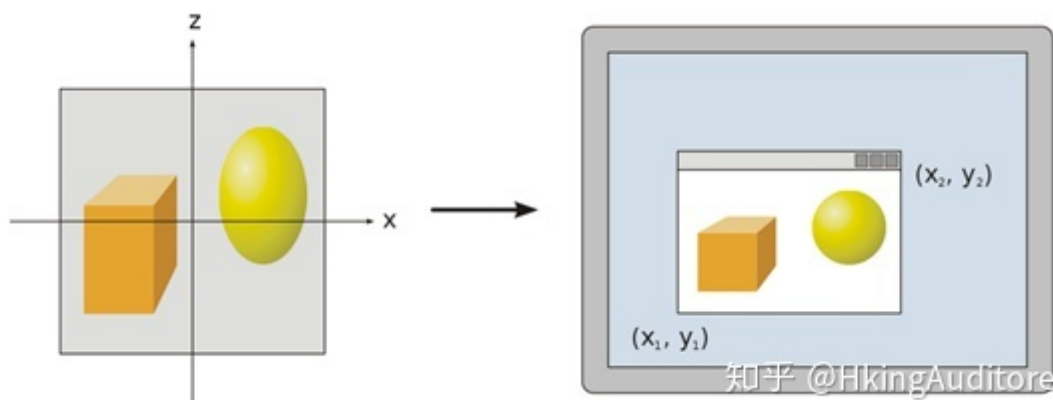 z
x
(x₂, y₂)
(x₁, y₁)
知乎 @HkingAuditore